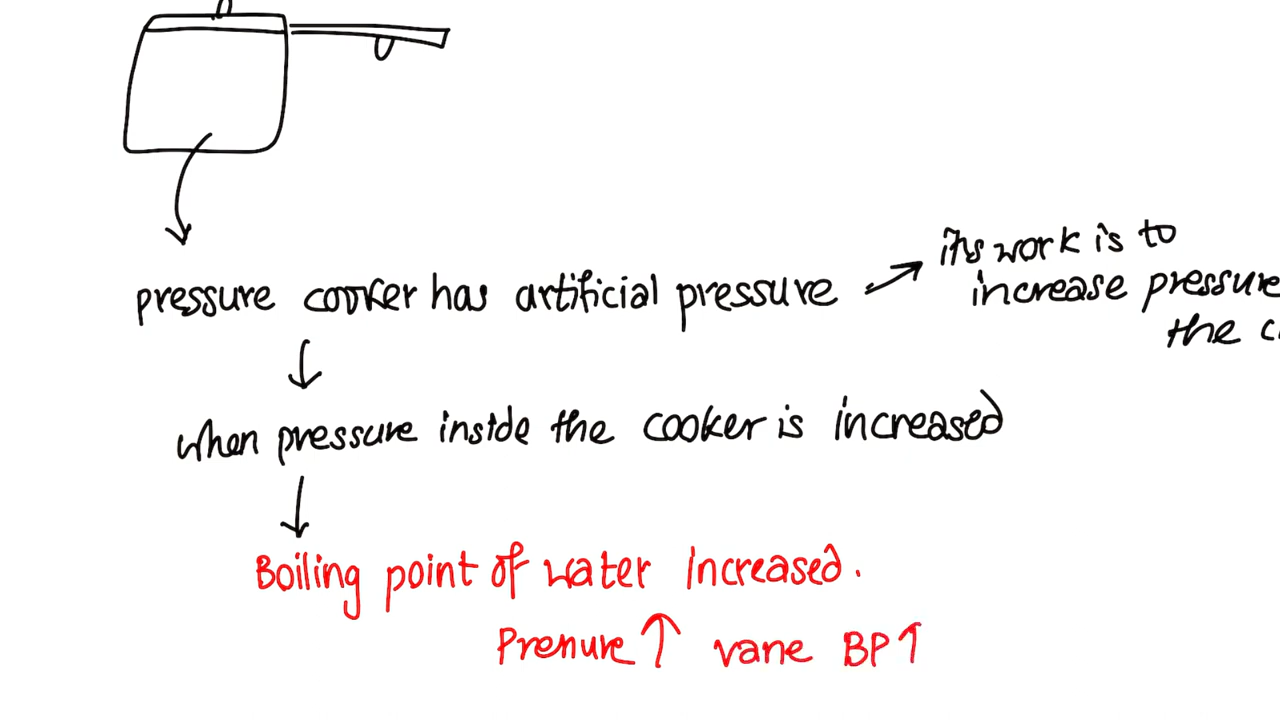 its work is to
increase pressure
the c
pressure cooker has artificial pressure
when pressure inside the cooker is increased
Boiling point of water increased.
Pressure ↑ vane BP ↑